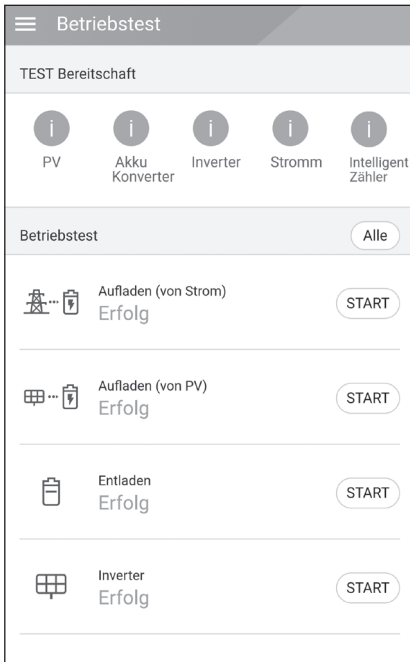 Betriebstest
TEST Bereitschaft
i i i i i
PV Akku Konverter Inverter Stromm Intelligent Zähler
Betriebstest Alle
Aufladen (von Strom)
Erfolg
START
Aufladen (von PV)
Erfolg
START
Entladen
Erfolg
START
Inverter
Erfolg
START